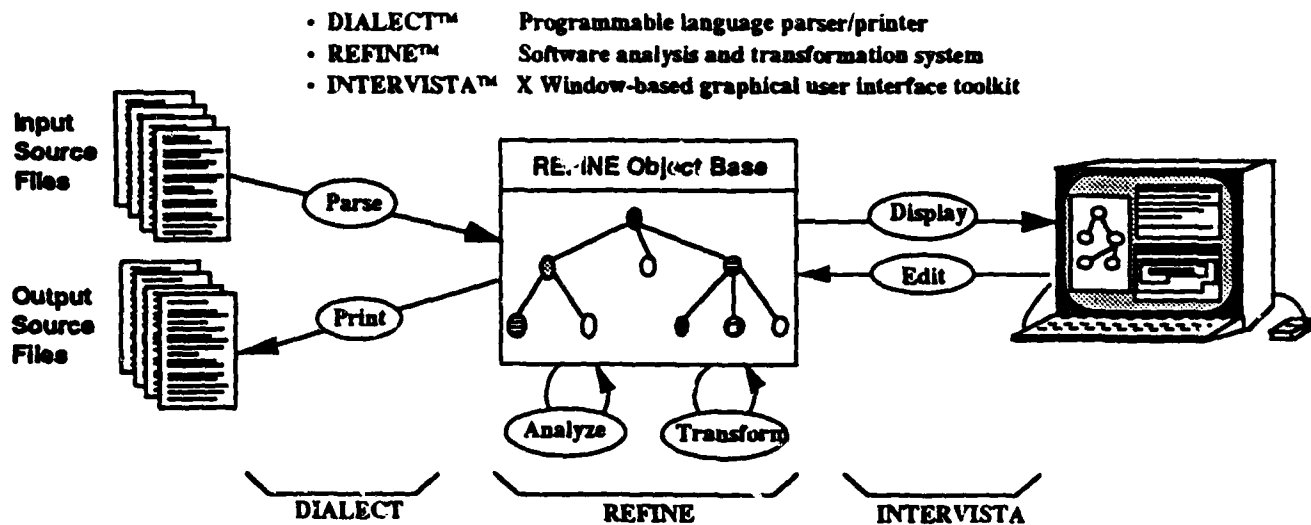 • DIALECT™ Programmable language parser/printer
• REFINE™ Software analysis and transformation system
• INTERVISTA™ X Window-based graphical user interface toolkit
Input
Source
Files
Parse
REFINE Object Base
Display
Edit
Output
Source
Files
Print
Analyze
Transform
DIALECT
REFINE
INTERVISTA